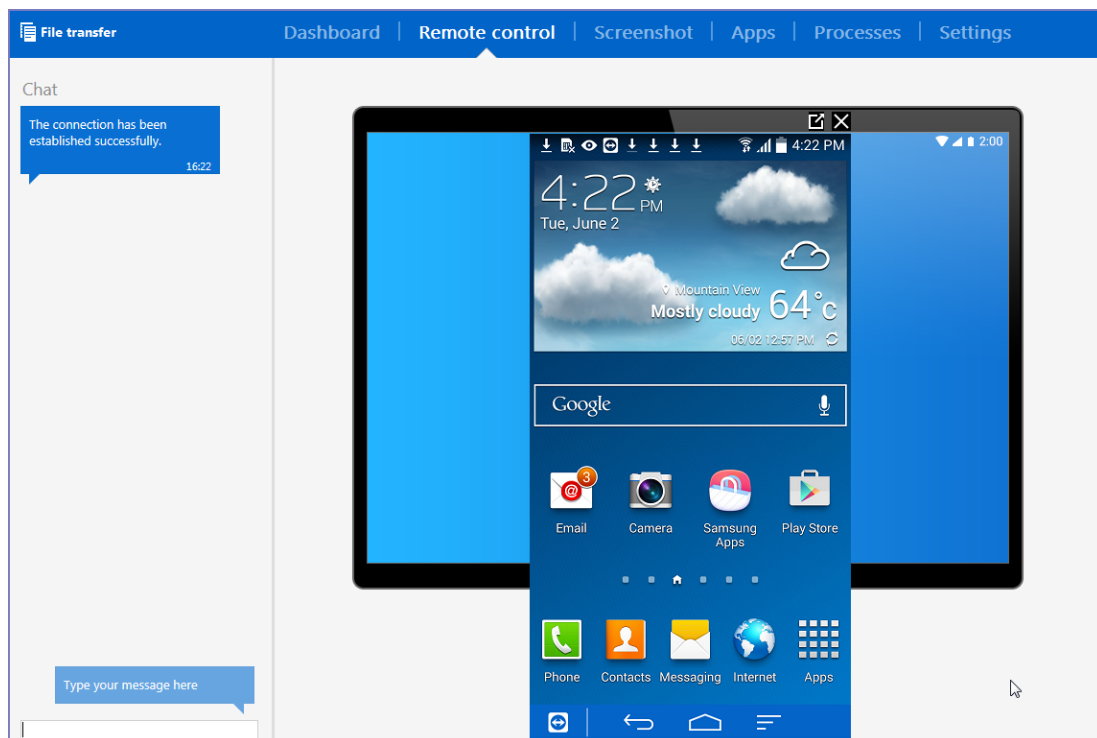 File transfer
Dashboard | Remote control | Screenshot | Apps | Processes | Settings
Chat
The connection has been
established successfully.
16:22
4:22 PM
2:00
4:22 PM
Tue, June 2
Mountain View
Mostly cloudy 64°C
06/02 12:57 PM
Google
3
@
Email Camera Samsung Apps Play Store
Phone Contacts Messaging Internet Apps
Type your message here